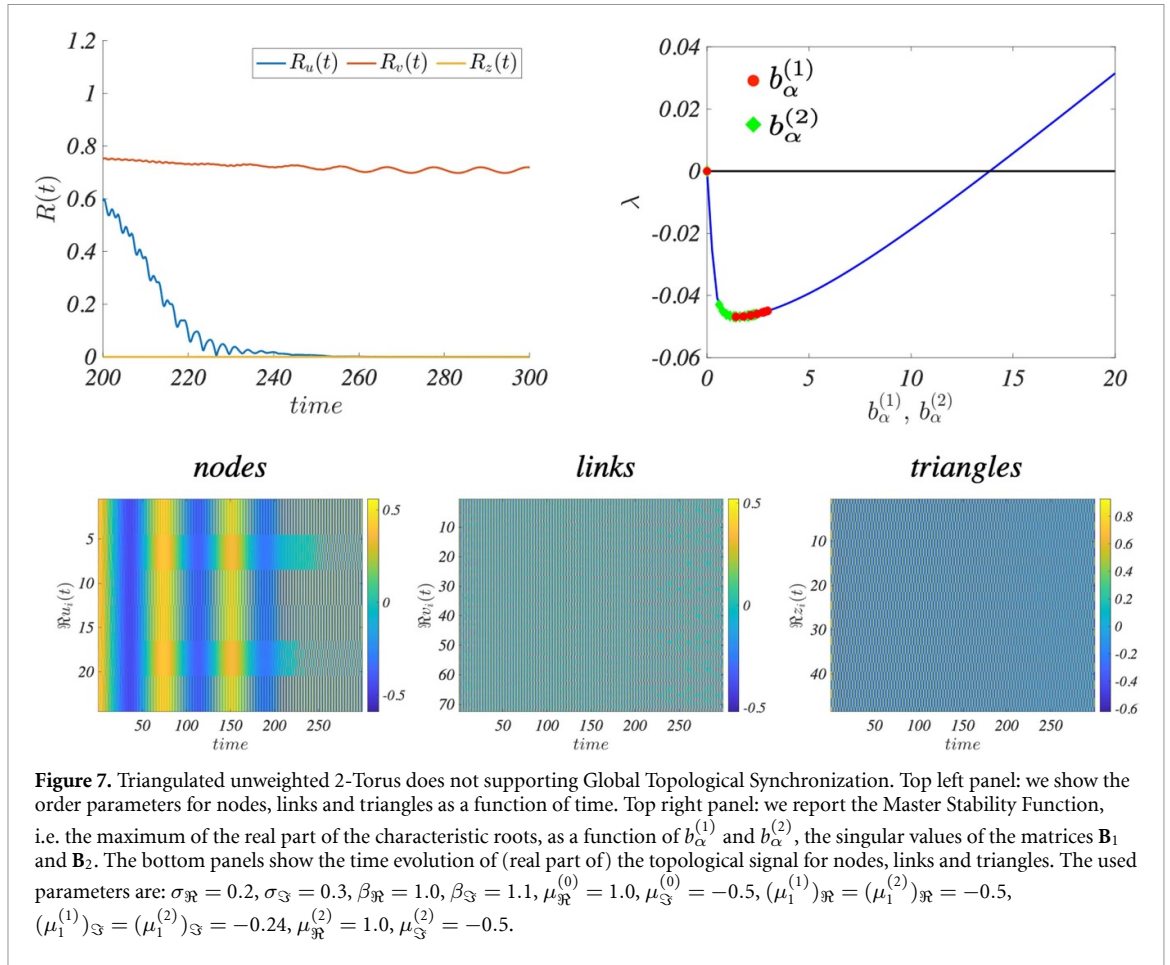 1.2
1
0.8
0.6
0.4
0.2
0
R(t)
R_u(t) R_v(t) R_z(t)
200 220 240 260 280 300
time
0.04
0.02
0
-0.02
-0.04
-0.06
λ
b_α^(1)
b_α^(2)
0 5 10 15 20
b_α^(1), b_α^(2)
nodes
5
10
15
20
ℜu_i(t)
50 100 150 200 250
time
0.5
0
-0.5
links
10
20
30
40
50
60
70
ℜv_i(t)
50 100 150 200 250
time
0.5
0
-0.5
triangles
10
20
30
40
ℜz_i(t)
50 100 150 200 250
time
0.8
0.6
0.4
0.2
0
-0.2
-0.4
-0.6
Figure 7. Triangulated unweighted 2-Torus does not supporting Global Topological Synchronization. Top left panel: we show the
order parameters for nodes, links and triangles as a function of time. Top right panel: we report the Master Stability Function,
i.e. the maximum of the real part of the characteristic roots, as a function of b_α^(1) and b_α^(2), the singular values of the matrices B_1
and B_2. The bottom panels show the time evolution of (real part of) the topological signal for nodes, links and triangles. The used
parameters are: σ_ℜ = 0.2, σ_ℑ = 0.3, β_ℜ = 1.0, β_ℑ = 1.1, μ_ℜ^(0) = 1.0, μ_ℑ^(0) = −0.5, (μ_1^(1))_ℜ = (μ_1^(2))_ℜ = −0.5,
(μ_1^(1))_ℑ = (μ_1^(2))_ℑ = −0.24, μ_ℜ^(2) = 1.0, μ_ℑ^(2) = −0.5.